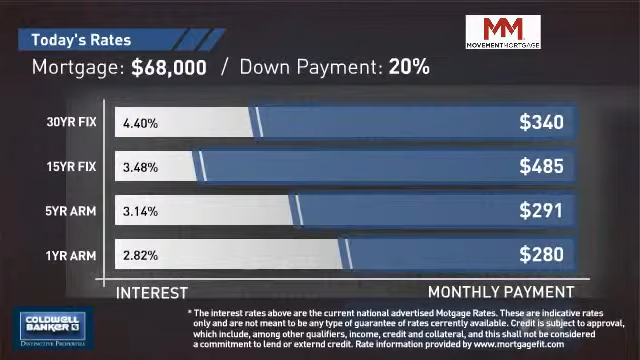 Today's Rates
MM
MOVEMENT MORTGAGE
Mortgage: $68,000 / Down Payment: 20%
30YR FIX 4.40% $340
15YR FIX 3.48% $485
5YR ARM 3.14% $291
1YR ARM 2.82% $280
INTEREST MONTHLY PAYMENT
COLDWELL
BANKER
DISTINCTIVE PROPERTIES
* The interest rates above are the current national advertised Motgage Rates. These are indicative rates
only and are not meant to be any type of guarantee of rates cerrently available. Credit is subject to approval,
which include, among other qualifiers, income, credit and collateral, and this shall not be considered
a commitment to lend or externd credit. Rate information provided by www.mortgagefit.com